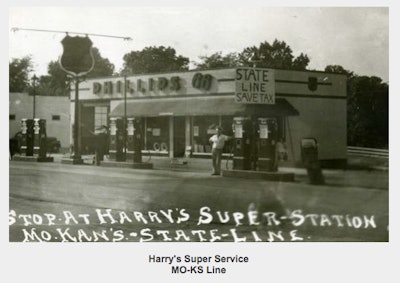 PHILLIPS 66
STATE
LINE
SAVE TAX
STOP-AT HARRY'S SUPER-STATION
MO.KAN'S-STATE-LINE.
Harry's Super Service
MO-KS Line